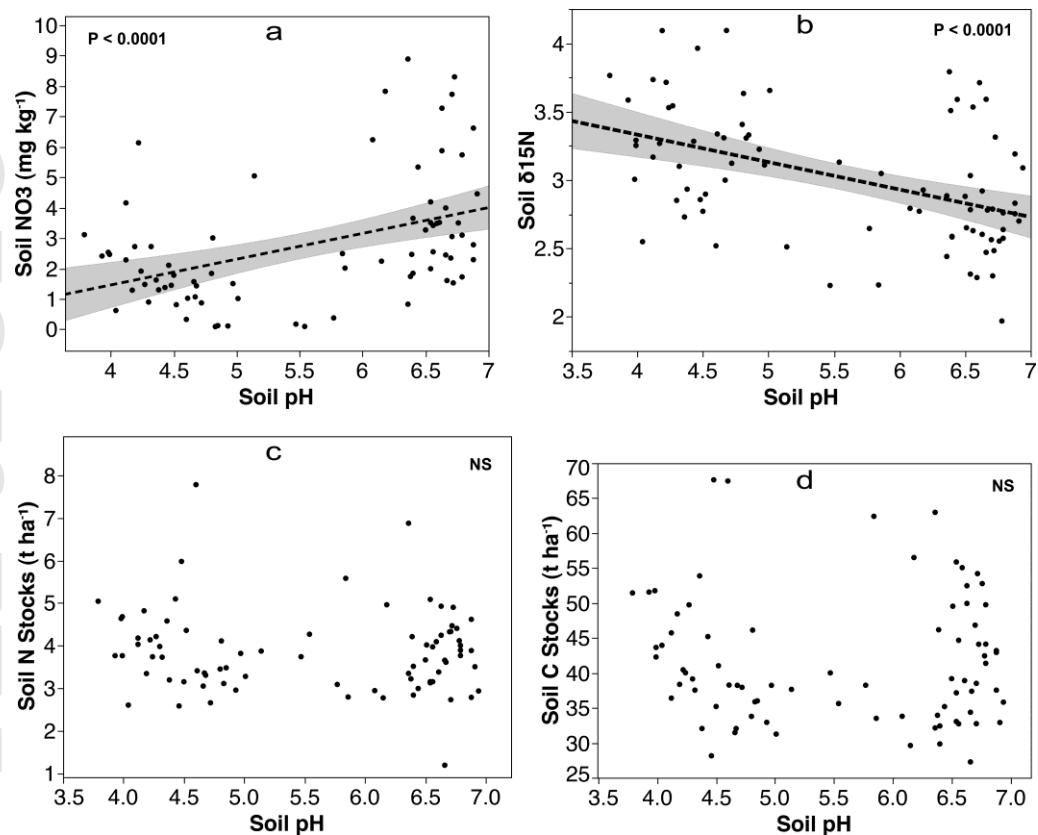 a
P < 0.0001
Soil NO3 (mg kg⁻¹)
10
9
8
7
6
5
4
3
2
1
0
4 4.5 5 5.5 6 6.5 7
Soil pH
b
P < 0.0001
Soil δ15N
4
3.5
3
2.5
2
3.5 4 4.5 5 5.5 6 6.5 7
Soil pH
c
NS
Soil N Stocks (t ha⁻¹)
8
7
6
5
4
3
2
1
3.5 4.0 4.5 5.0 5.5 6.0 6.5 7.0
Soil pH
d
NS
Soil C Stocks (t ha⁻¹)
70
65
60
55
50
45
40
35
30
25
3.5 4.0 4.5 5.0 5.5 6.0 6.5 7.0
Soil pH